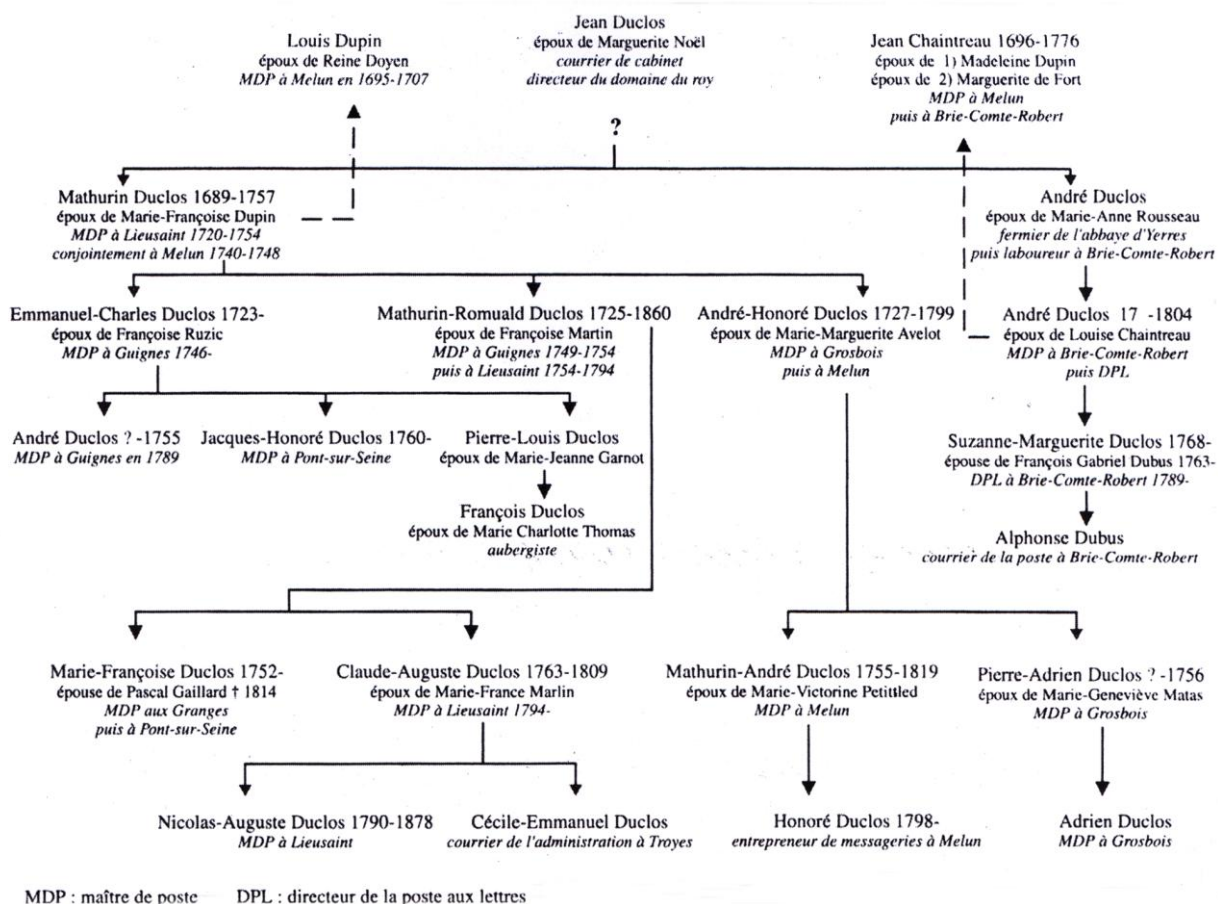 Jean Duclos
époux de Marguerite Noël
courrier de cabinet
directeur du domaine du roy
Louis Dupin
époux de Reine Doyen
MDP à Melun en 1695-1707
Jean Chaintreau 1696-1776
époux de 1) Madeleine Dupin
époux de 2) Marguerite de Fort
MDP à Melun
puis à Brie-Comte-Robert
?
Mathurin Duclos 1689-1757
époux de Marie-Françoise Dupin
MDP à Lieusaint 1720-1754
conjointement à Melun 1740-1748
André Duclos
époux de Marie-Anne Rousseau
fermier de l'abbaye d'Yerres
puis laboureur à Brie-Comte-Robert
Emmanuel-Charles Duclos 1723-
époux de Françoise Ruzic
MDP à Guignes 1746-
Mathurin-Romuald Duclos 1725-1860
époux de Françoise Martin
MDP à Guignes 1749-1754
puis à Lieusaint 1754-1794
André-Honoré Duclos 1727-1799
époux de Marie-Marguerite Avelot
MDP à Grosbois
puis à Melun
André Duclos 17 -1804
époux de Louise Chaintreau
MDP à Brie-Comte-Robert
puis DPL
André Duclos ? -1755
MDP à Guignes en 1789
Jacques-Honoré Duclos 1760-
MDP à Pont-sur-Seine
Pierre-Louis Duclos
époux de Marie-Jeanne Garnot
Suzanne-Marguerite Duclos 1768-
épouse de François Gabriel Dubus 1763-
DPL à Brie-Comte-Robert 1789-
François Duclos
époux de Marie Charlotte Thomas
aubergiste
Alphonse Dubus
courrier de la poste à Brie-Comte-Robert
Marie-Françoise Duclos 1752-
épouse de Pascal Gaillard † 1814
MDP aux Granges
puis à Pont-sur-Seine
Claude-Auguste Duclos 1763-1809
époux de Marie-France Marlin
MDP à Lieusaint 1794-
Mathurin-André Duclos 1755-1819
époux de Marie-Victorine Petittled
MDP à Melun
Pierre-Adrien Duclos ? -1756
époux de Marie-Geneviève Matas
MDP à Grosbois
Nicolas-Auguste Duclos 1790-1878
MDP à Lieusaint
Cécile-Emmanuel Duclos
courrier de l'administration à Troyes
Honoré Duclos 1798-
entrepreneur de messageries à Melun
Adrien Duclos
MDP à Grosbois
MDP : maître de poste DPL : directeur de la poste aux lettres